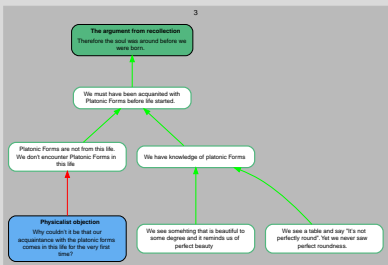 3
The argument from recollection
Therefore the soul was around before we
were born.
We must have been acquanited with
Platonic Forms before life started.
Platonic Forms are not from this life.
We don't encounter Platonic Forms in
this life
We have knowledge of platonic Forms
Physicalist objection
Why couldn't it be that our
acquaintance with the platonic forms
comes in this life for the very first
time?
We see somehting that is beautiful to
some degree and it reminds us of
perfect beauty
We see a table and say "It's not
perfectly round". Yet we never saw
perfect roundness.